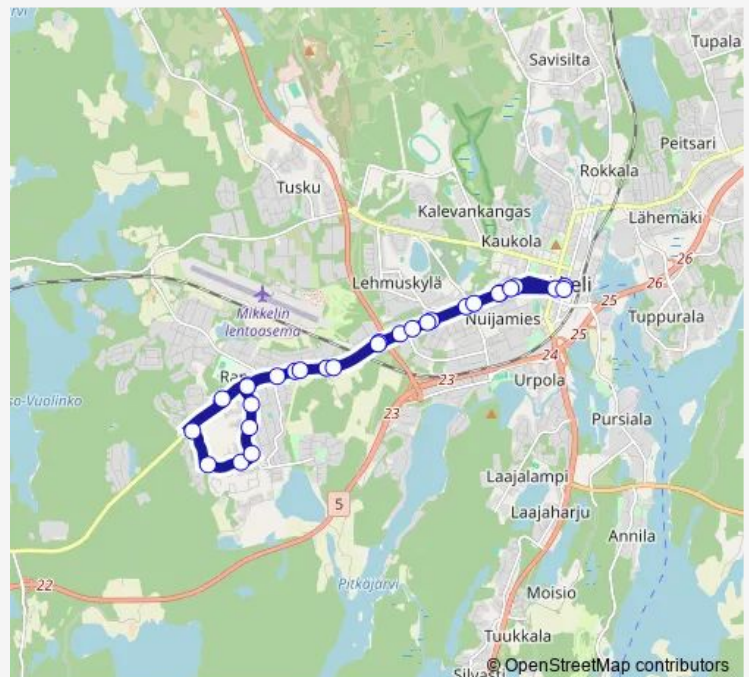 Savisilta
Tupala
Peitsari
Rokkala
Tusku
Kalevankangas
Lähemäki
Kaukola
26
26
Lehmuskylä
25
Mikkelin
lentoasema
Nuijamies
Tuppurala
25
24
23
Urpola
23
Pursiala
Laajalampi
5
Laajaharju
Annila
22
Pitkäjärvi
Moisio
Tuukkala
© OpenStreetMap contributors